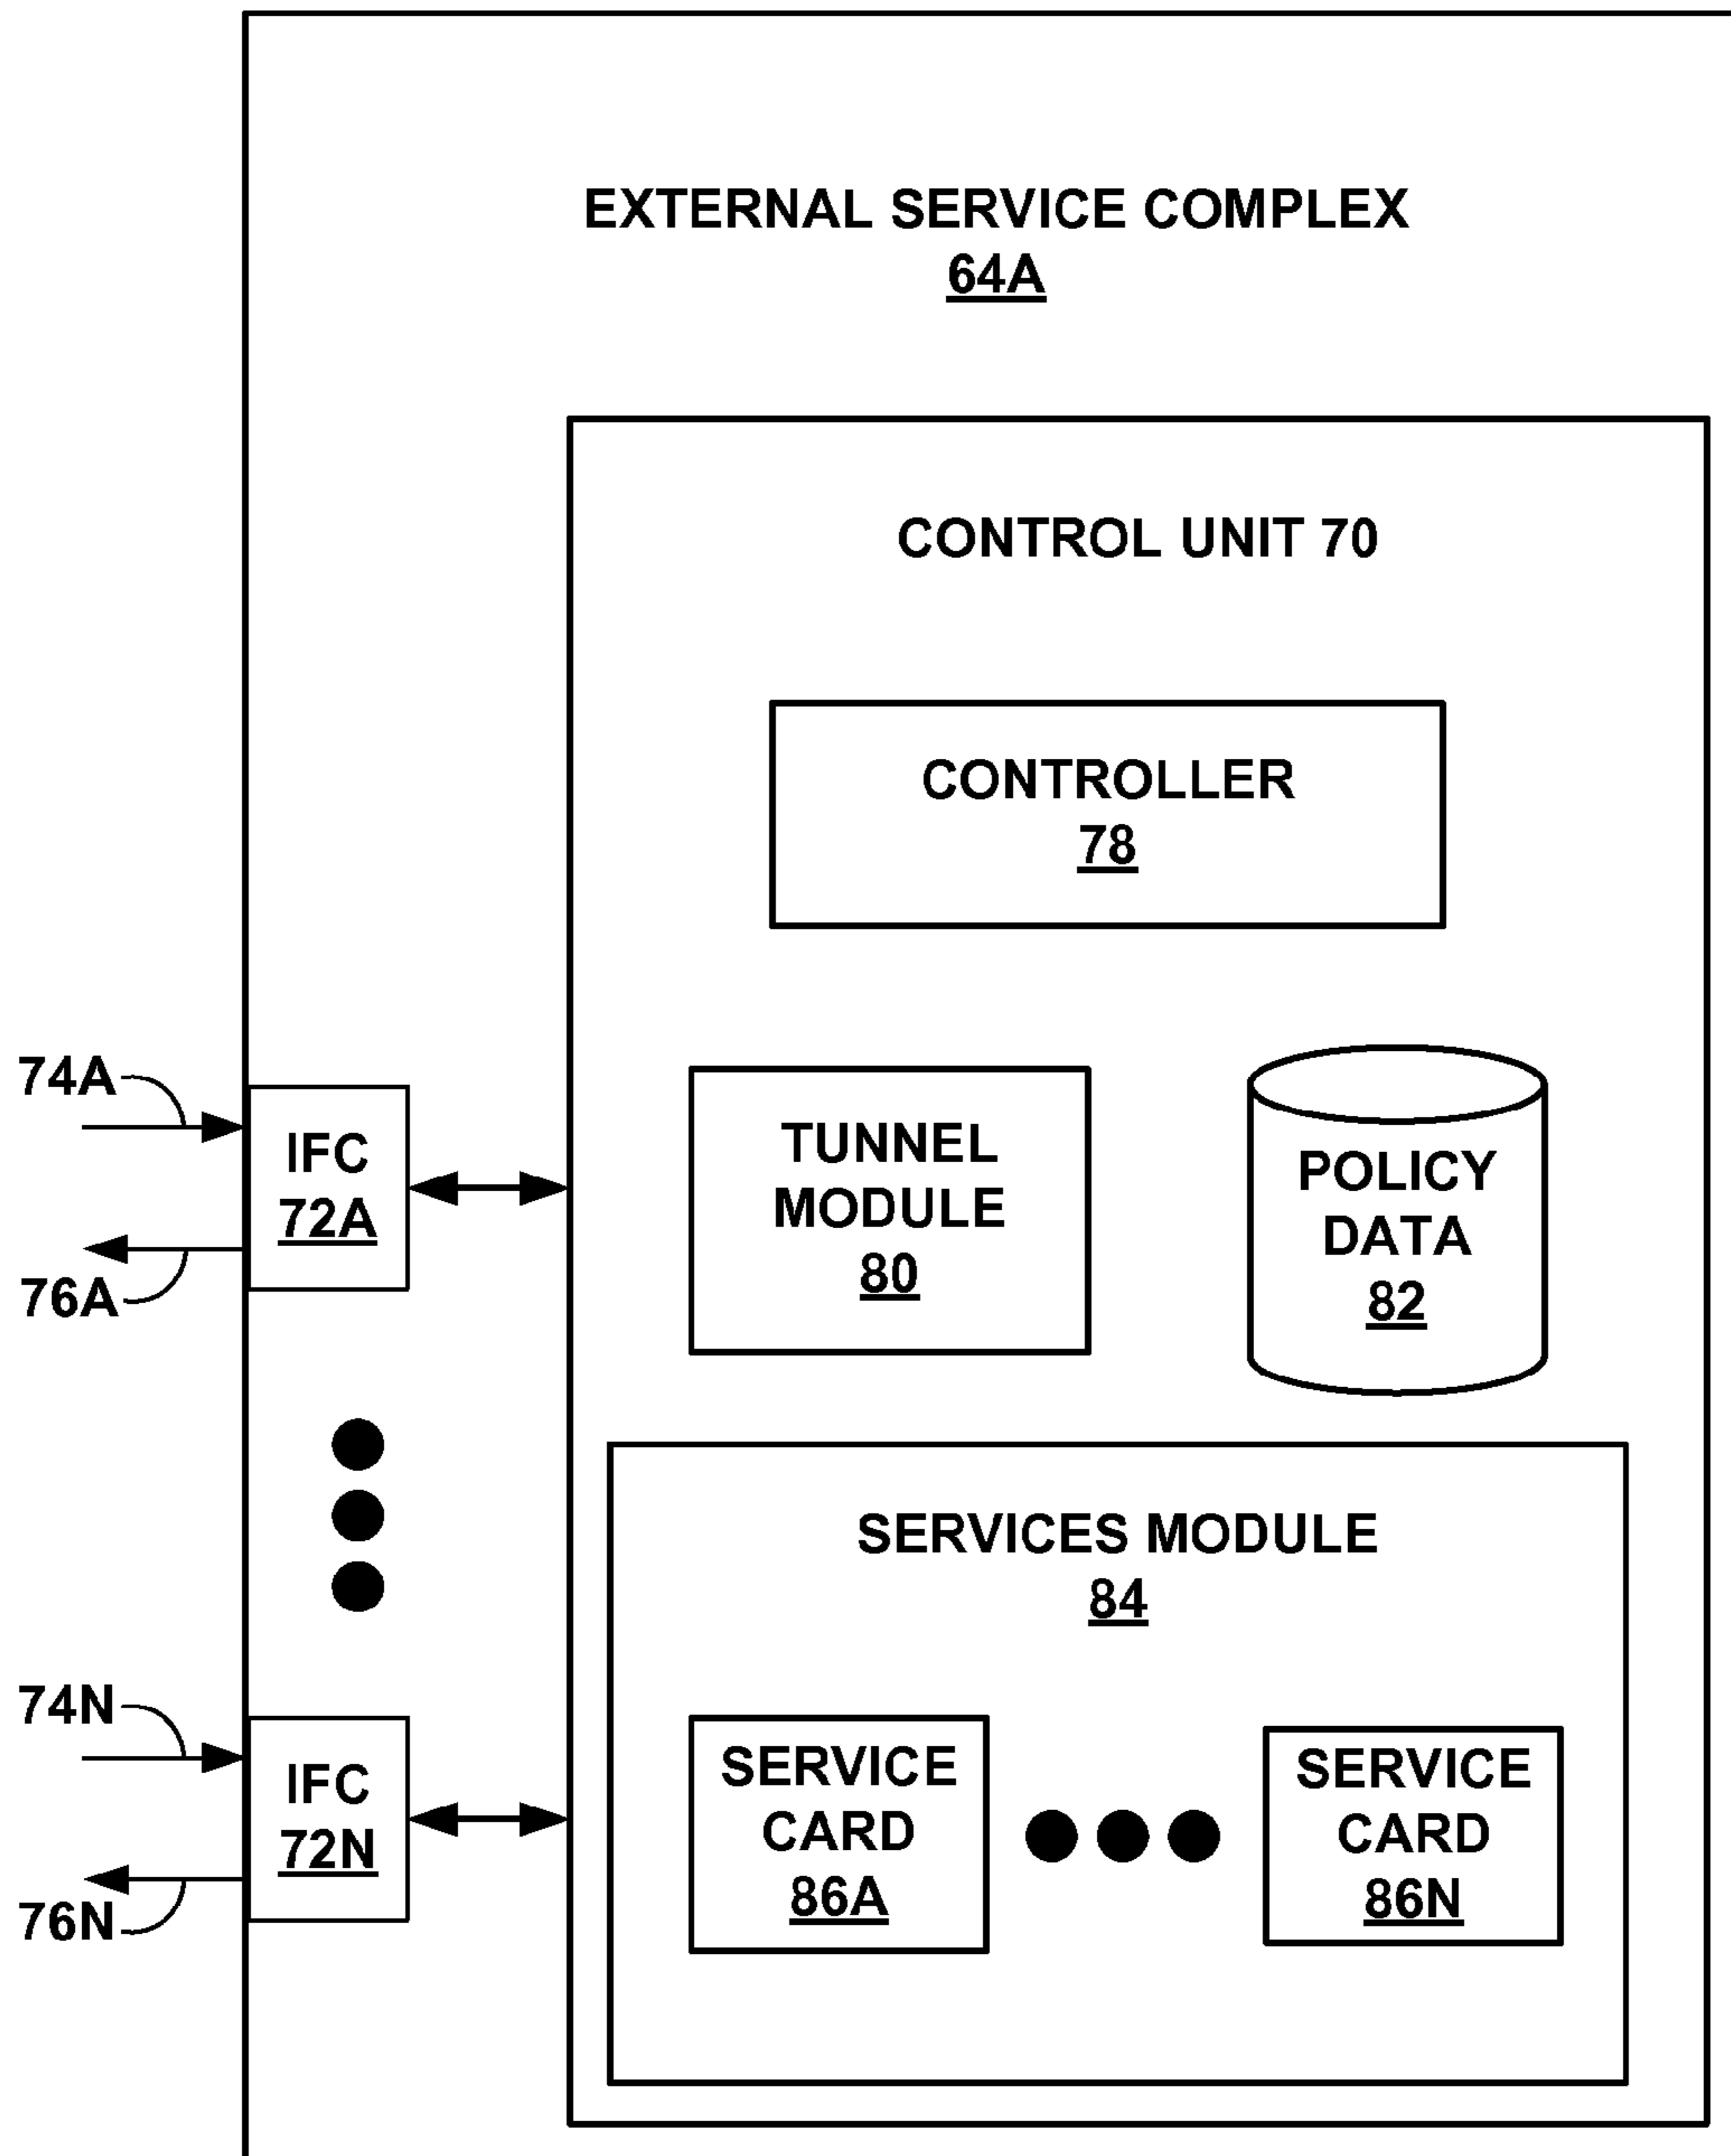 EXTERNAL SERVICE COMPLEX
64A
CONTROL UNIT 70
CONTROLLER
78
74A
IFC
72A
76A
TUNNEL
MODULE
80
POLICY
DATA
82
SERVICES MODULE
84
74N
IFC
72N
76N
SERVICE
CARD
86A
SERVICE
CARD
86N